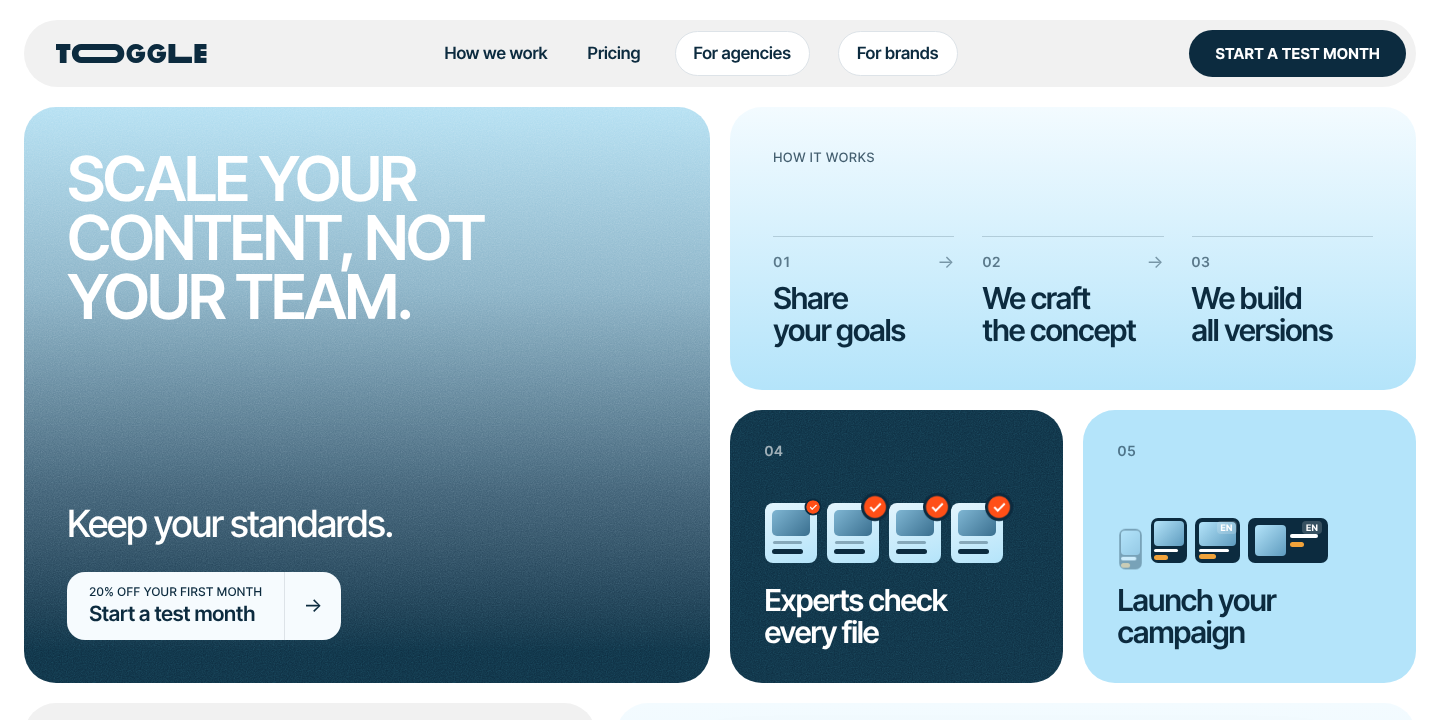 TOGGLE
How we work
Pricing
For agencies
For brands
START A TEST MONTH
SCALE YOUR
CONTENT, NOT
YOUR TEAM.
Keep your standards.
20% OFF YOUR FIRST MONTH
Start a test month
HOW IT WORKS
01
Share
your goals
02
We craft
the concept
03
We build
all versions
04
Experts check
every file
05
EN
EN
Launch your
campaign